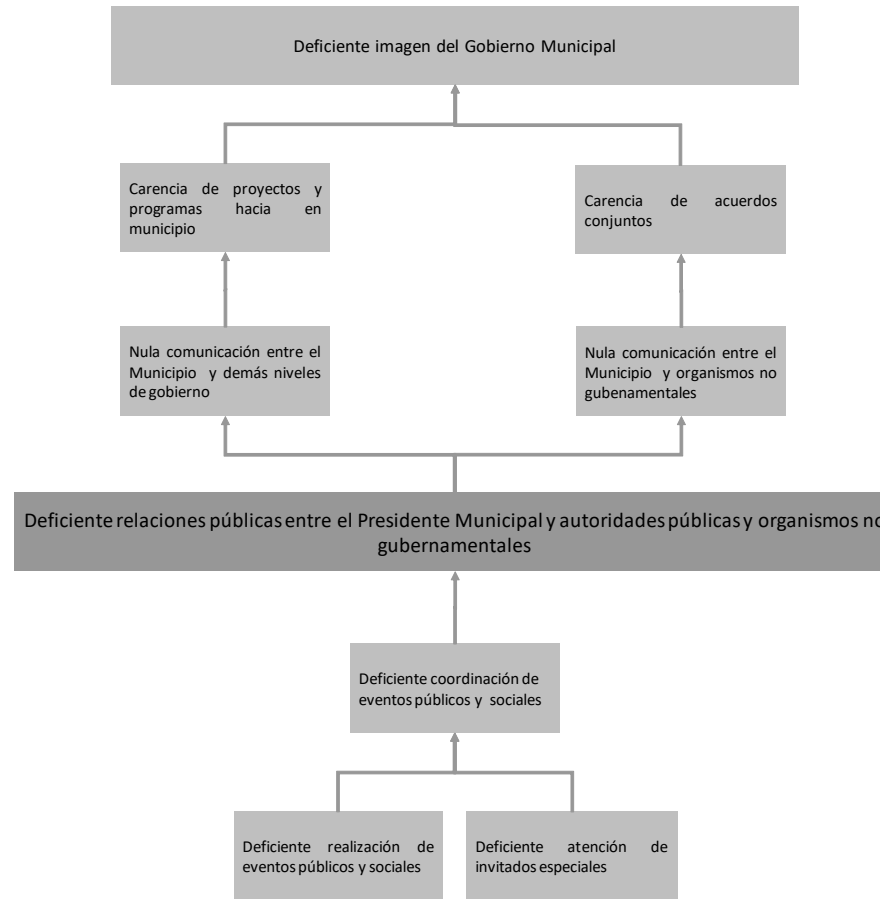 Deficiente imagen del Gobierno Municipal
Carencia de proyectos y
programas hacia en
municipio
Carencia de acuerdos
conjuntos
Nula comunicación entre el
Municipio y demás niveles
de gobierno
Nula comunicación entre el
Municipio y organismos no
gubenamentales
Deficiente relaciones públicas entre el Presidente Municipal y autoridades públicas y organismos no
gubernamentales
Deficiente coordinación de
eventos públicos y sociales
Deficiente realización de
eventos públicos y sociales
Deficiente atención de
invitados especiales